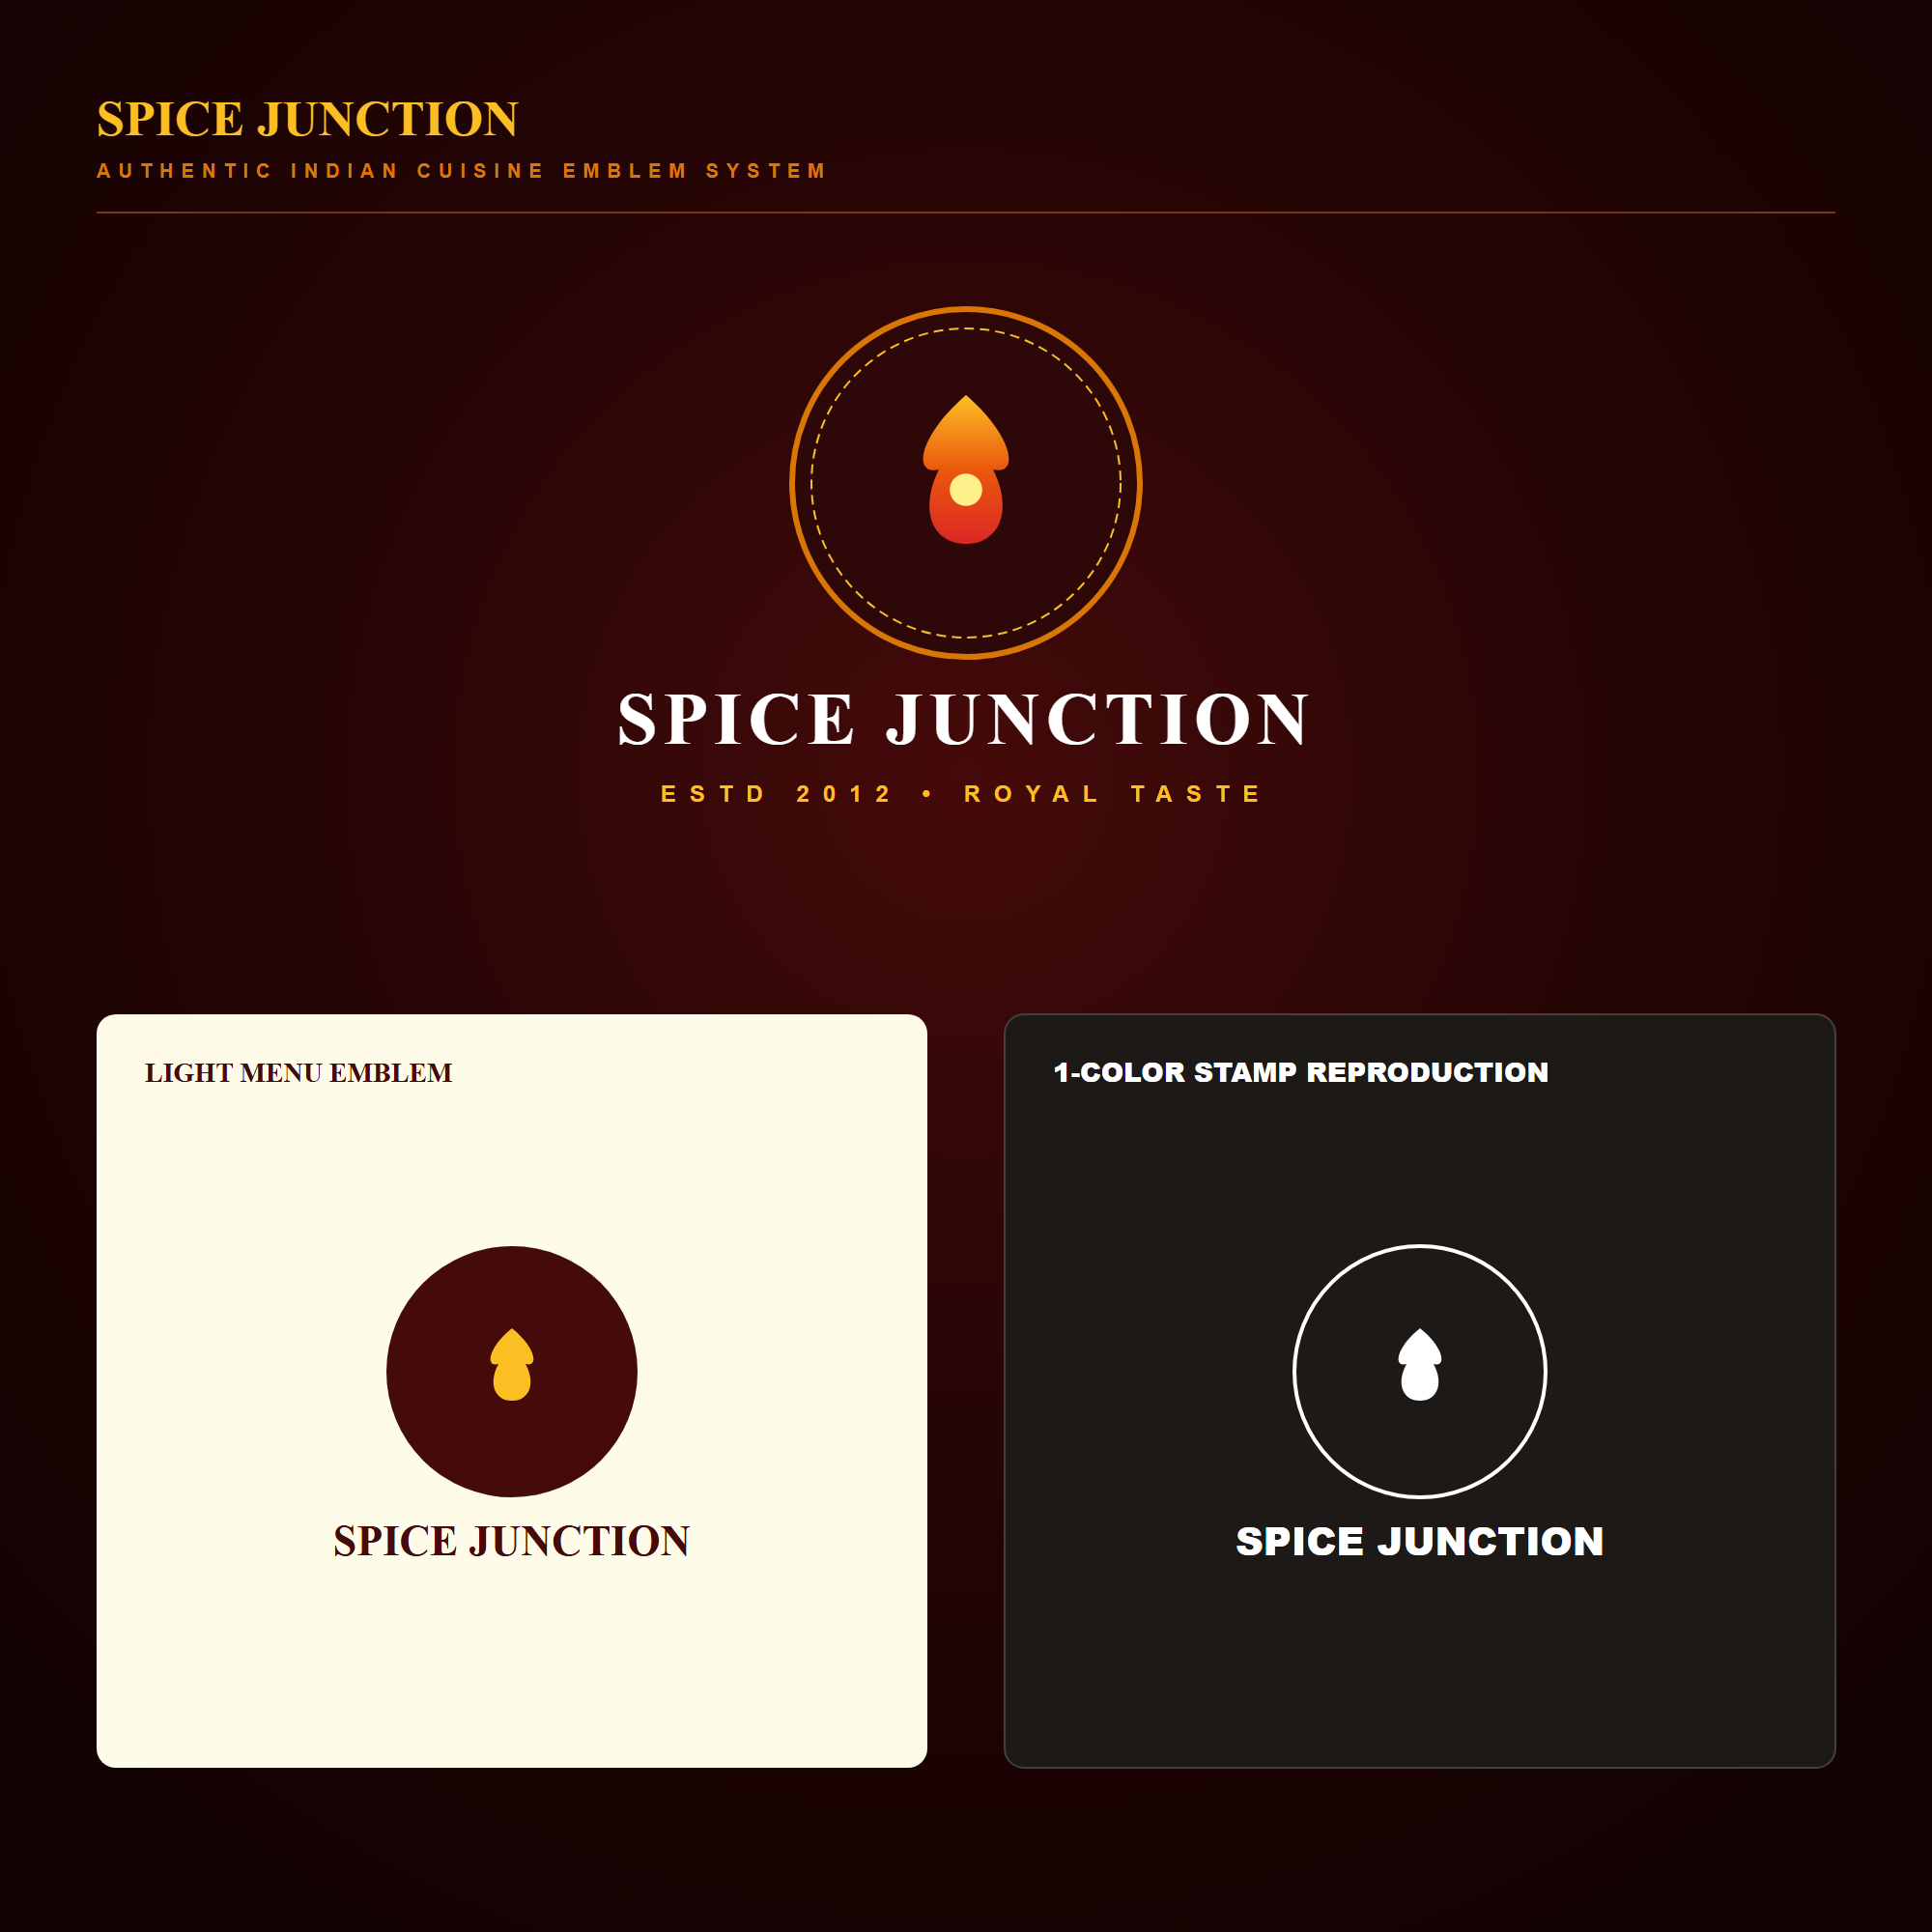 SPICE JUNCTION
AUTHENTIC INDIAN CUISINE EMBLEM SYSTEM
SPICE JUNCTION
ESTD 2012 • ROYAL TASTE
LIGHT MENU EMBLEM
SPICE JUNCTION
1-COLOR STAMP REPRODUCTION
SPICE JUNCTION